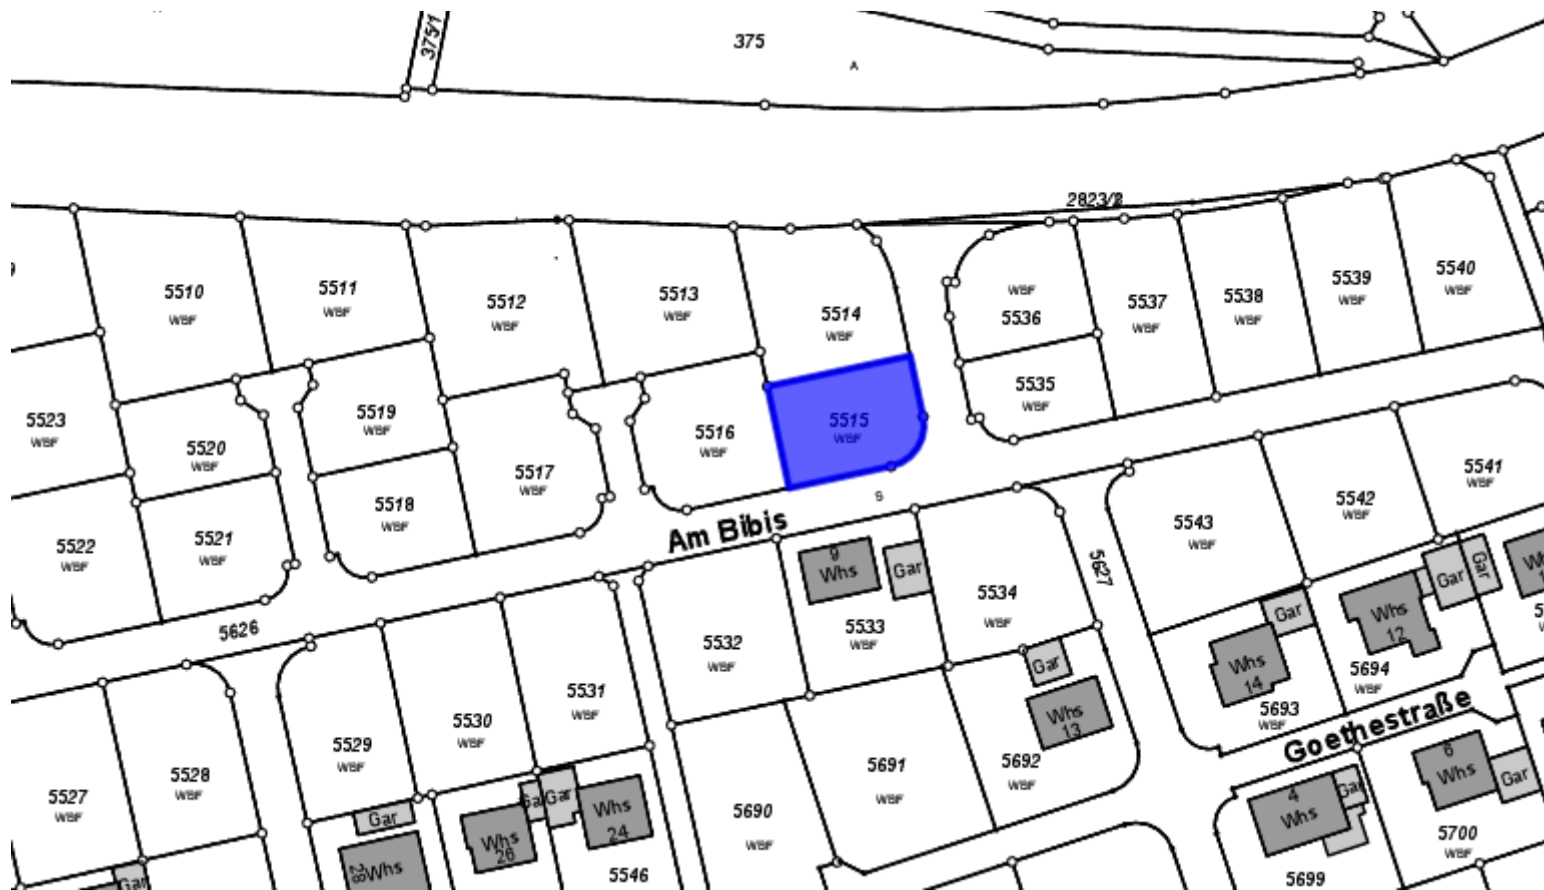 375/1
375
A
2823/2
5510
WBF
5511
WBF
5512
WBF
5513
WBF
5514
WBF
WBF
5536
5537
WBF
5538
WBF
5539
WBF
5540
WBF
5535
WBF
5523
WBF
5520
WBF
5519
WBF
5518
WBF
5517
WBF
5516
WBF
5515
WBF
S
Am Bibis
5522
WBF
5521
WBF
5626
5541
WBF
5542
WBF
5543
WBF
5627
9
Whs
Gar
5534
WBF
5533
WBF
5532
WBF
5531
WBF
5530
WBF
5529
WBF
5528
WBF
5527
WBF
Gar
Whs
13
5692
WBF
5691
WBF
5690
WBF
Gar
Whs
14
5693
WBF
Gar
Gar
Whs
12
5694
WBF
Goethestraße
6
Whs
Gar
4
Whs
Gar
5700
WBF
5699
Gar
Whs
Gar
Whs
26
Gar
Whs
24
5546
Gar